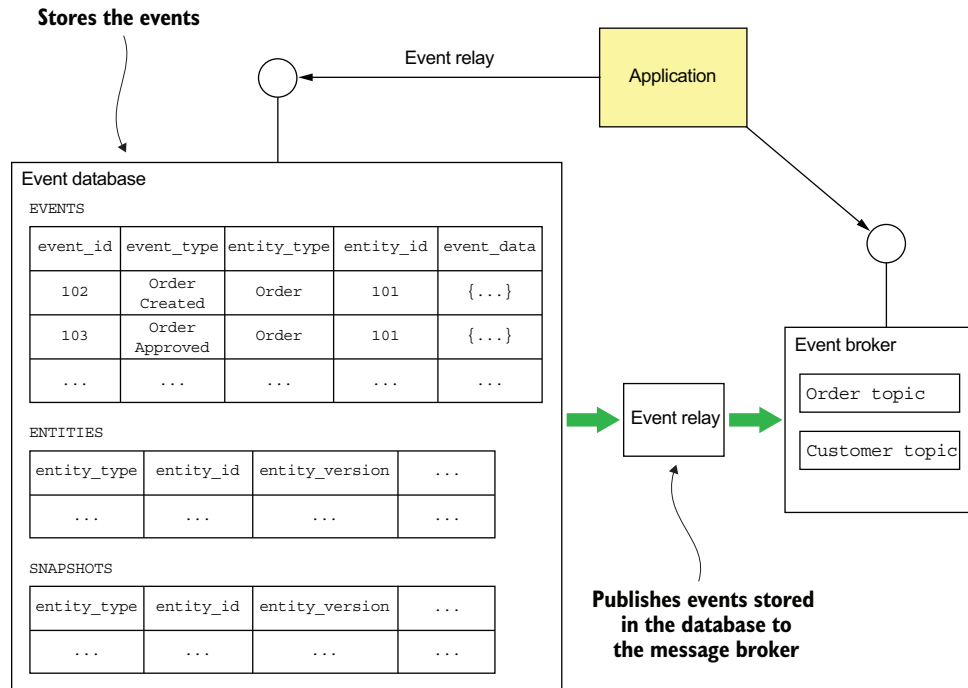 Stores the events
Event relay
Application
Event database
EVENTS
event_id event_type entity_type entity_id event_data
102 Order Created Order 101 {...}
103 Order Approved Order 101 {...}
... ... ... ... ...
ENTITIES
entity_type entity_id entity_version ...
... ... ... ...
SNAPSHOTS
entity_type entity_id entity_version ...
... ... ... ...
Event relay
Event broker
Order topic
Customer topic
Publishes events stored
in the database to
the message broker